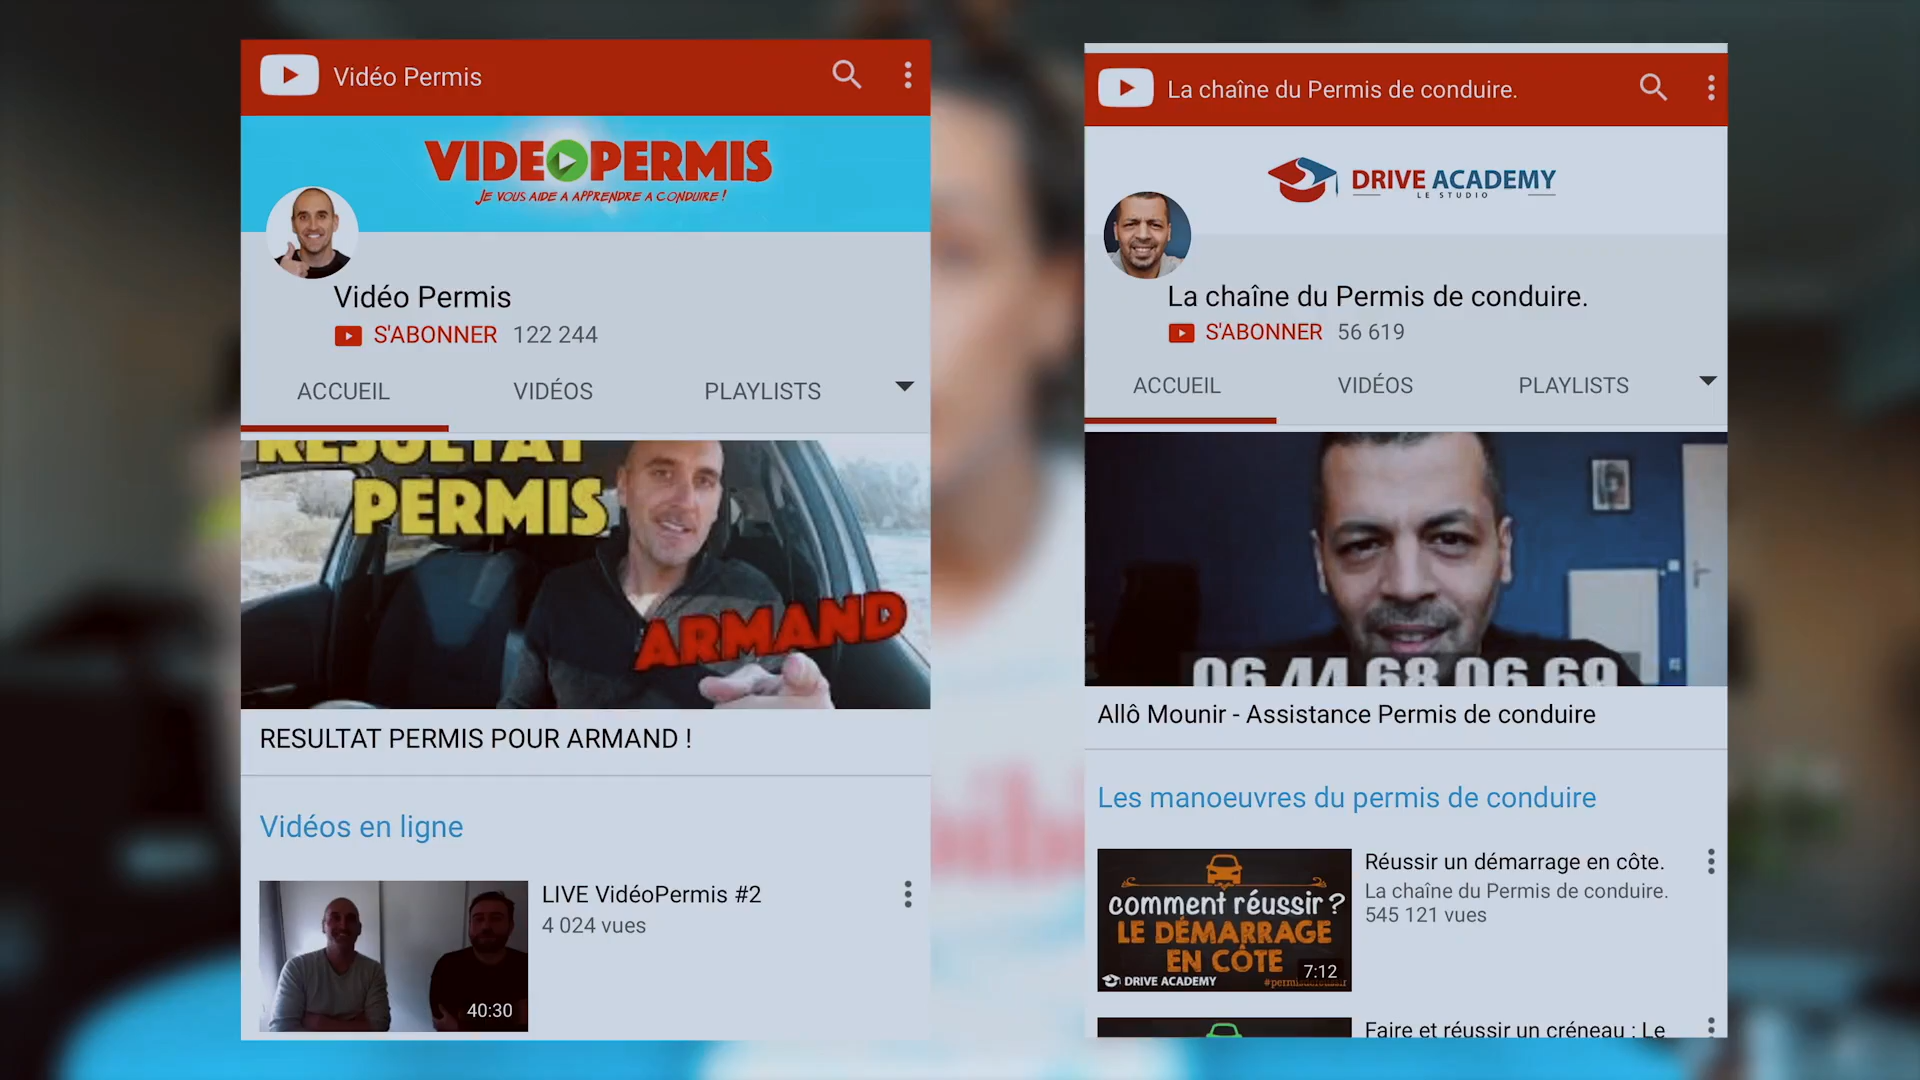 Vidéo Permis
VIDEOPERMIS
JE VOUS AIDE A APPRENDRE A CONDUIRE !
Vidéo Permis
S'ABONNER 122 244
ACCUEIL VIDÉOS PLAYLISTS
RESULTAT
PERMIS
ARMAND
RESULTAT PERMIS POUR ARMAND !
Vidéos en ligne
LIVE VidéoPermis #2
4 024 vues
40:30
La chaîne du Permis de conduire.
DRIVE ACADEMY
LE STUDIO
La chaîne du Permis de conduire.
S'ABONNER 56 619
ACCUEIL VIDÉOS PLAYLISTS
06 44 68 06 69
Allô Mounir - Assistance Permis de conduire
Les manoeuvres du permis de conduire
comment réussir ?
LE DÉMARRAGE
EN CÔTE
7:12
DRIVE ACADEMY
Réussir un démarrage en côte.
La chaîne du Permis de conduire.
545 121 vues
Faire et réussir un créneau : Le